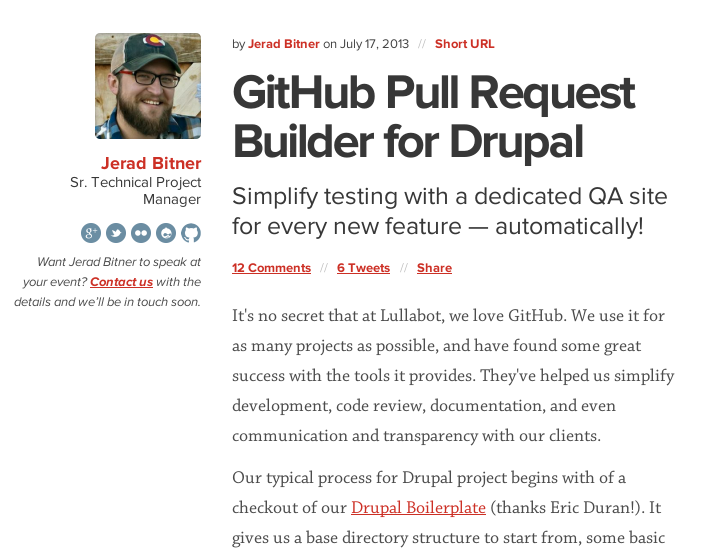 Jerad Bitner
Sr. Technical Project
Manager
g+
Want Jerad Bitner to speak at
your event? Contact us with the
details and we'll be in touch soon.
by Jerad Bitner on July 17, 2013 // Short URL
GitHub Pull Request
Builder for Drupal
Simplify testing with a dedicated QA site
for every new feature — automatically!
12 Comments // 6 Tweets // Share
It's no secret that at Lullabot, we love GitHub. We use it for
as many projects as possible, and have found some great
success with the tools it provides. They've helped us simplify
development, code review, documentation, and even
communication and transparency with our clients.
Our typical process for Drupal project begins with of a
checkout of our Drupal Boilerplate (thanks Eric Duran!). It
gives us a base directory structure to start from, some basic